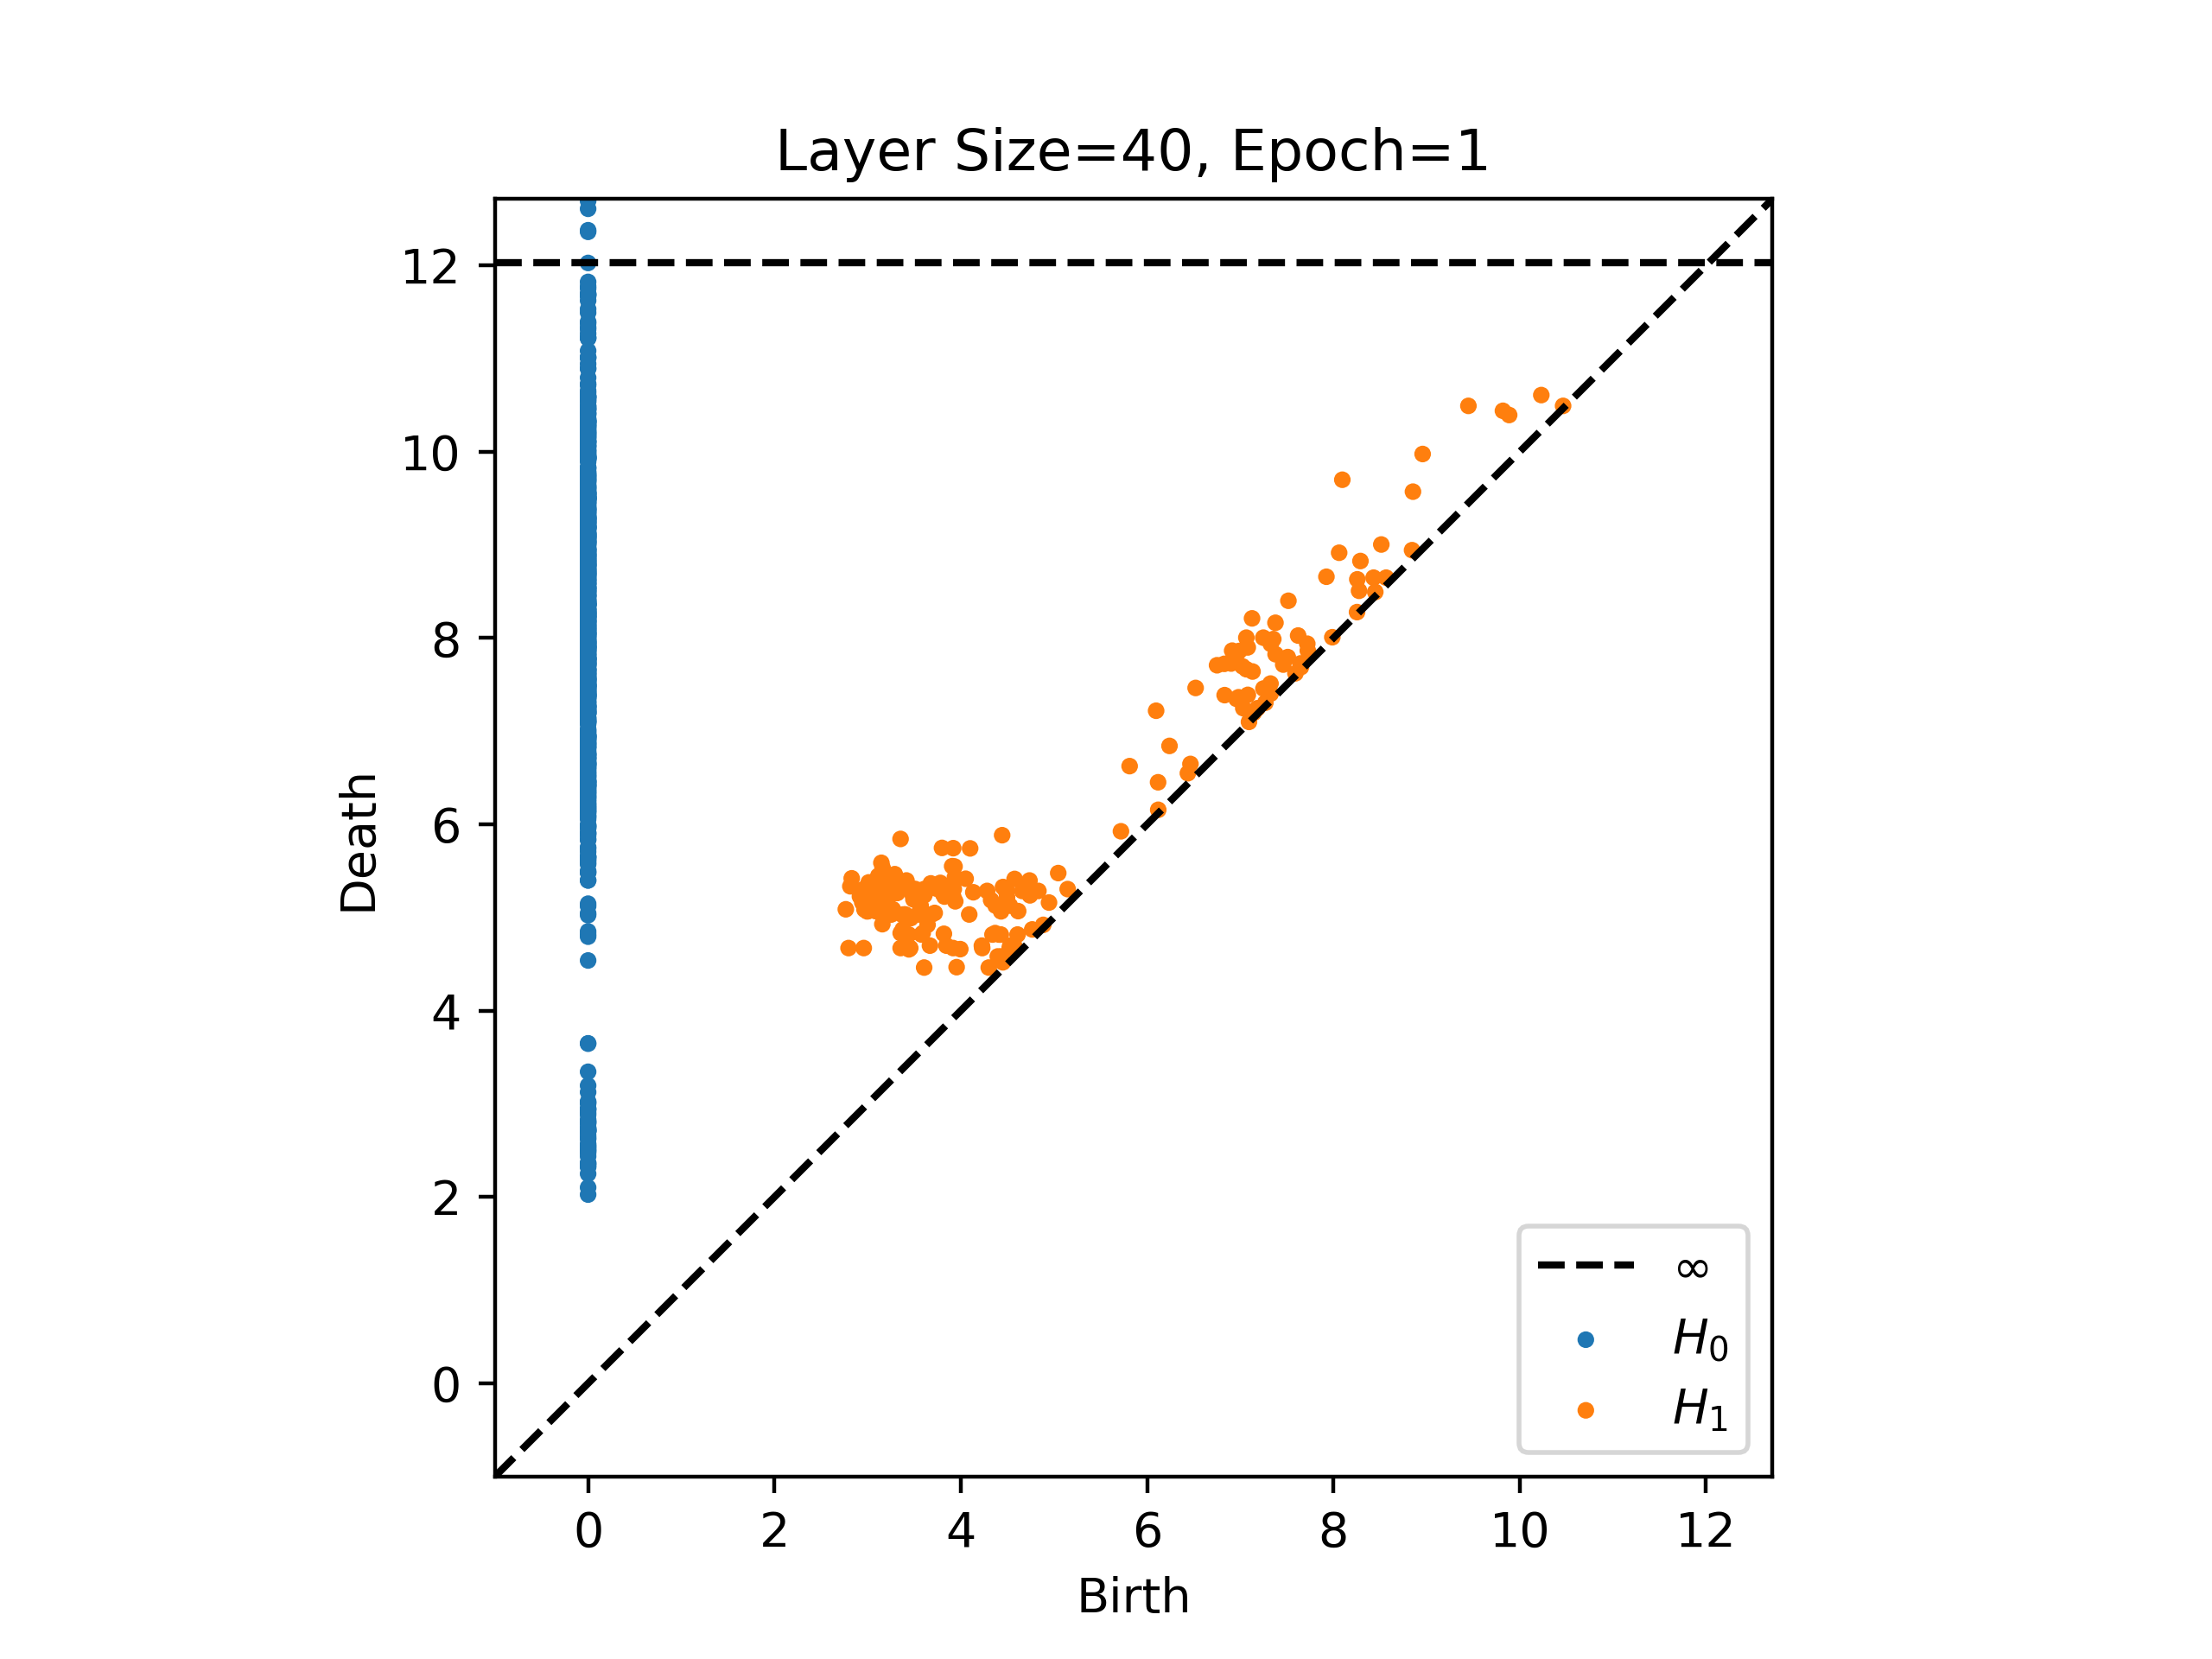 Layer Size=40, Epoch=1
Death
12
10
8
6
4
2
0
0 2 4 6 8 10 12
Birth
∞
H₀
H₁